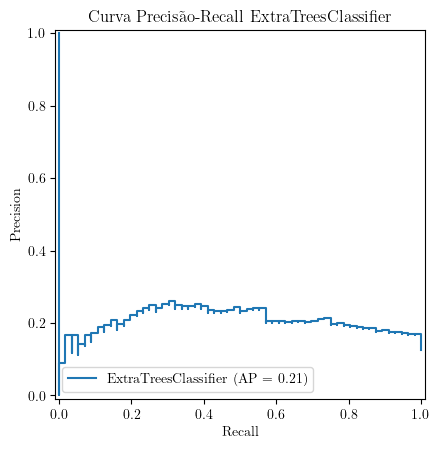 Curva Precisão-Recall ExtraTreesClassifier
1.0
0.8
0.6
0.4
0.2
0.0
Precision
ExtraTreesClassifier (AP = 0.21)
0.0 0.2 0.4 0.6 0.8 1.0
Recall